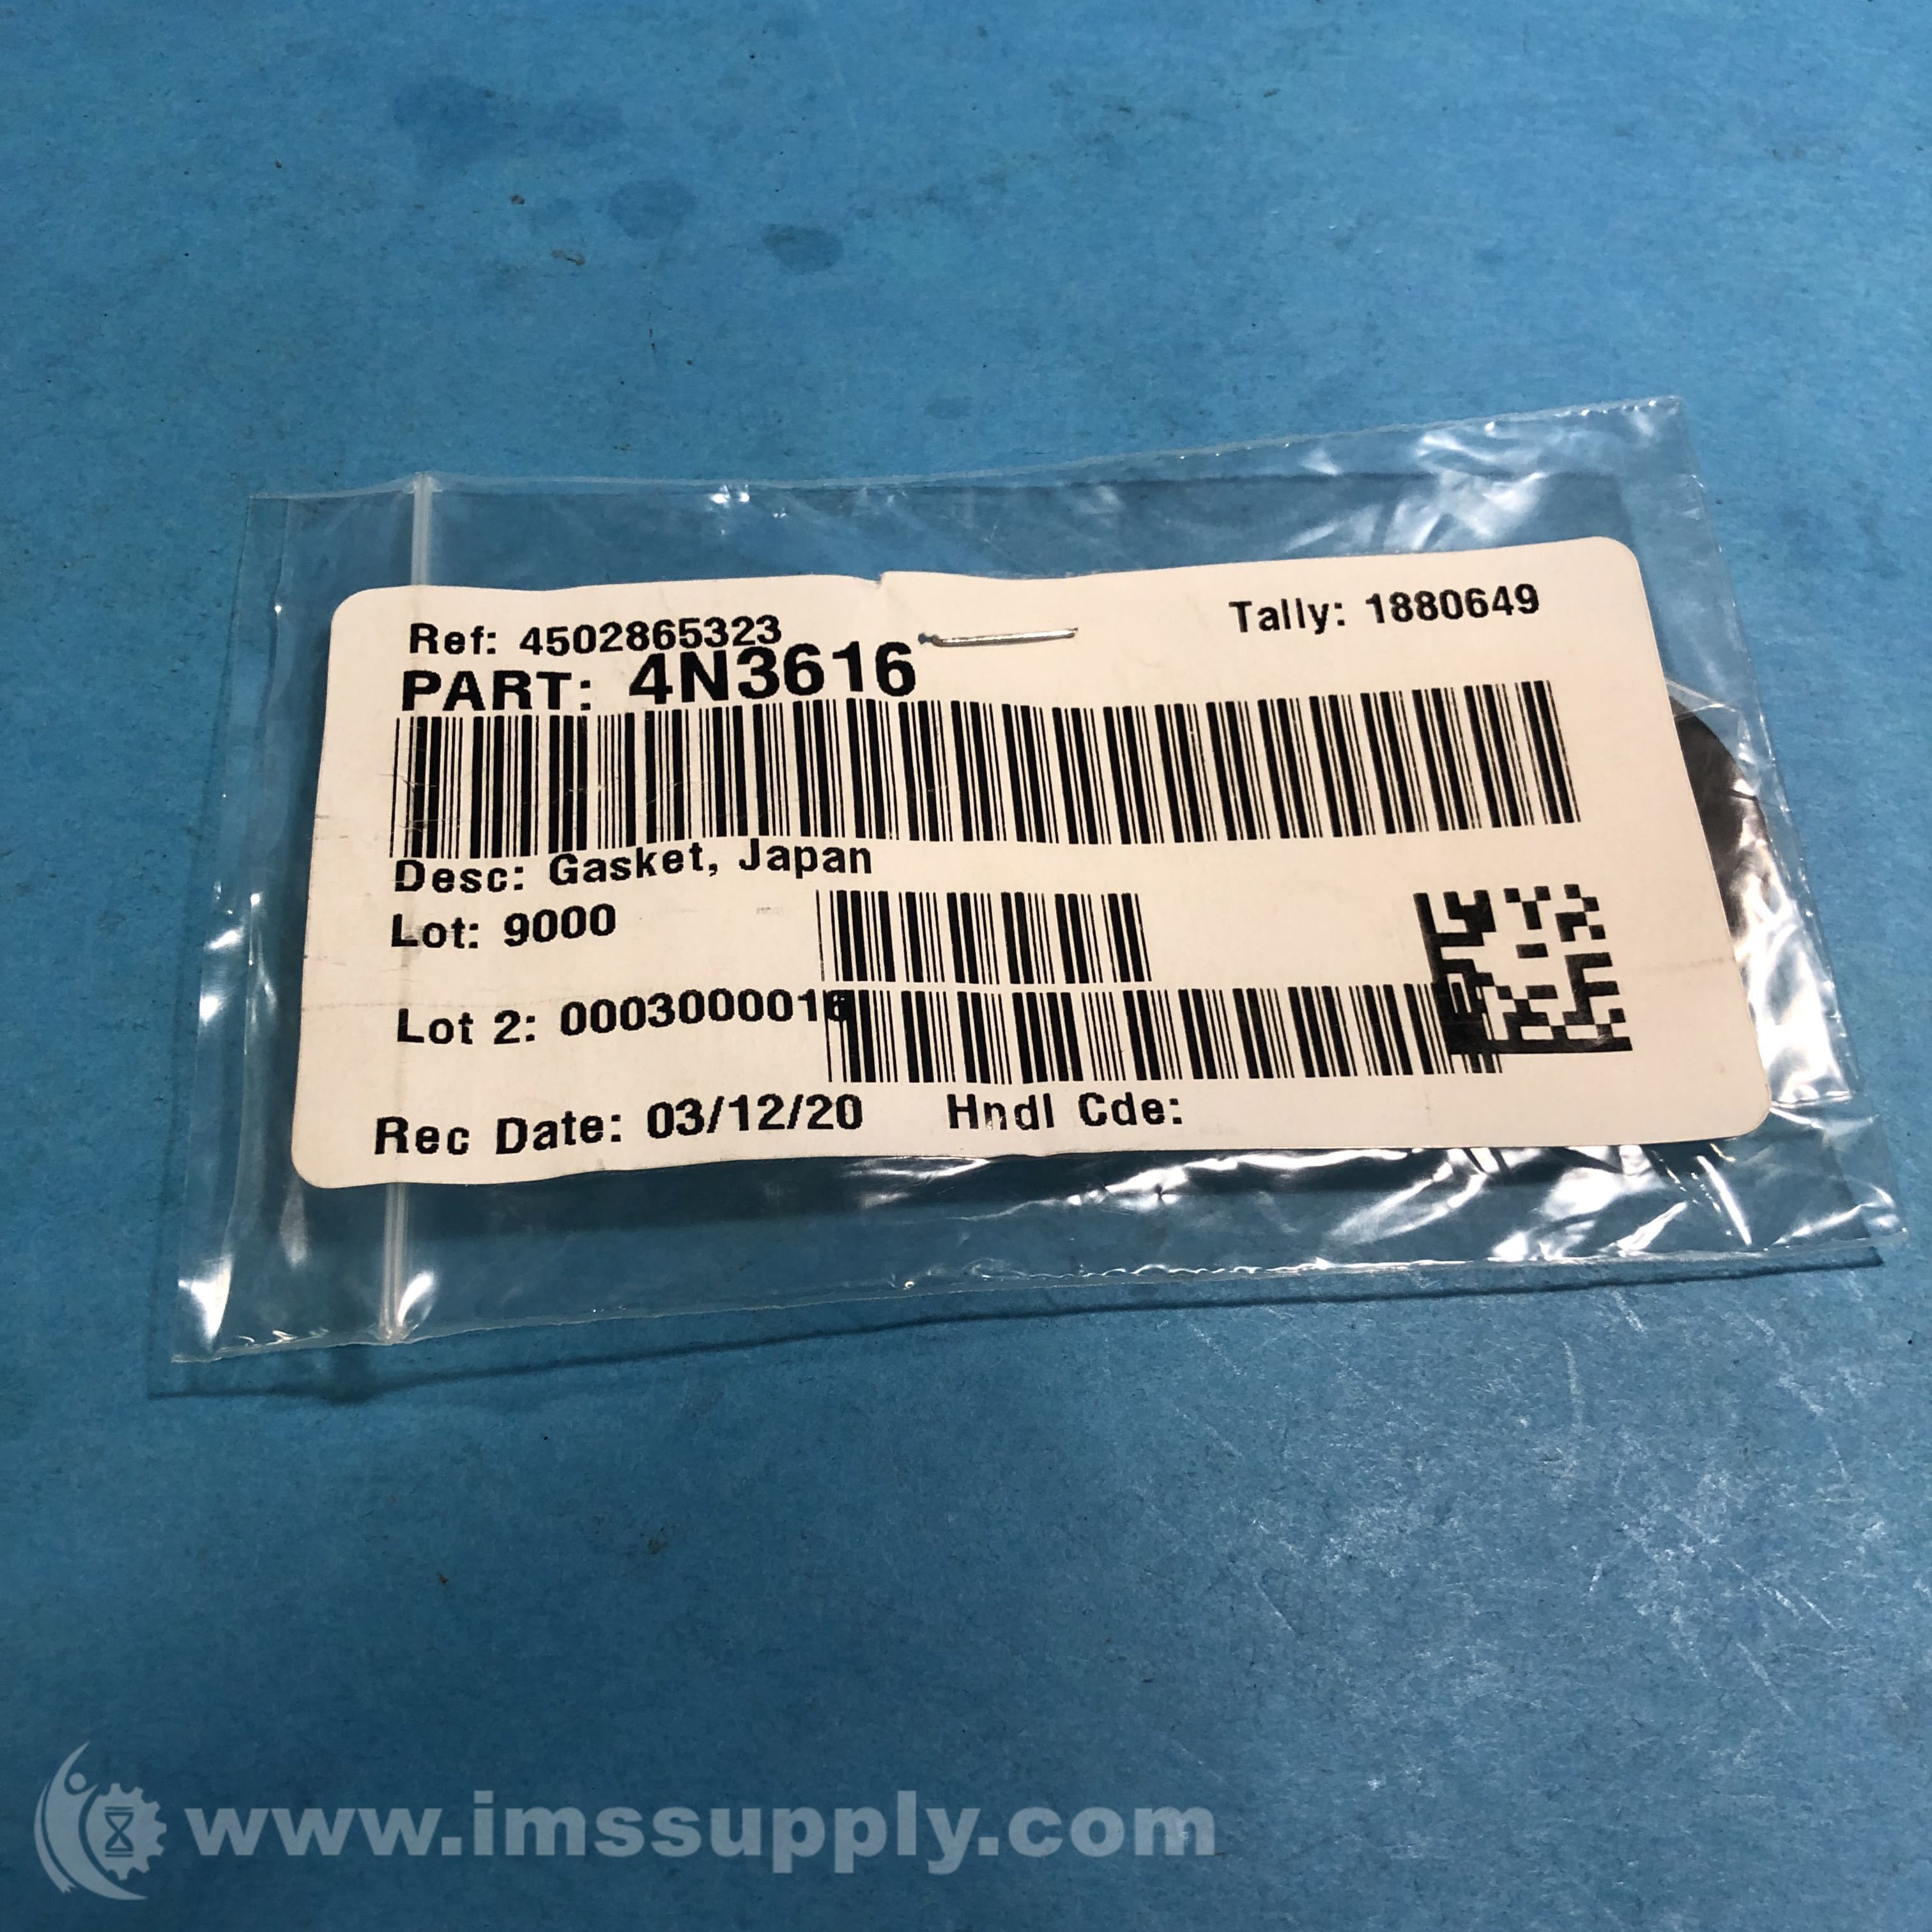 Ref: 4502865323 Tally: 1880649
PART: 4N3616
Desc: Gasket, Japan
Lot: 9000
Lot 2: 0003000016
Rec Date: 03/12/20 Hndl Cde:
www.imssupply.com